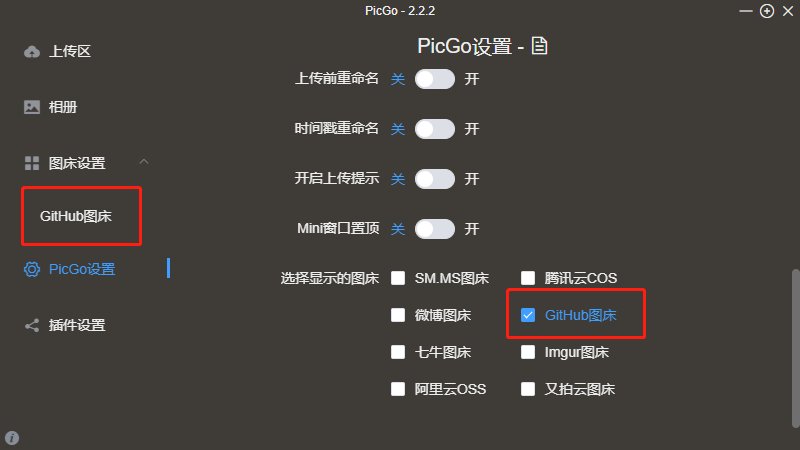 PicGo - 2.2.2
上传区
相册
图床设置
GitHub图床
PicGo设置
插件设置
PicGo设置 -
上传前重命名 关 开
时间戳重命名 关 开
开启上传提示 关 开
Mini窗口置顶 关 开
选择显示的图床 SM.MS图床 腾讯云COS
微博图床 GitHub图床
七牛图床 Imgur图床
阿里云OSS 又拍云图床